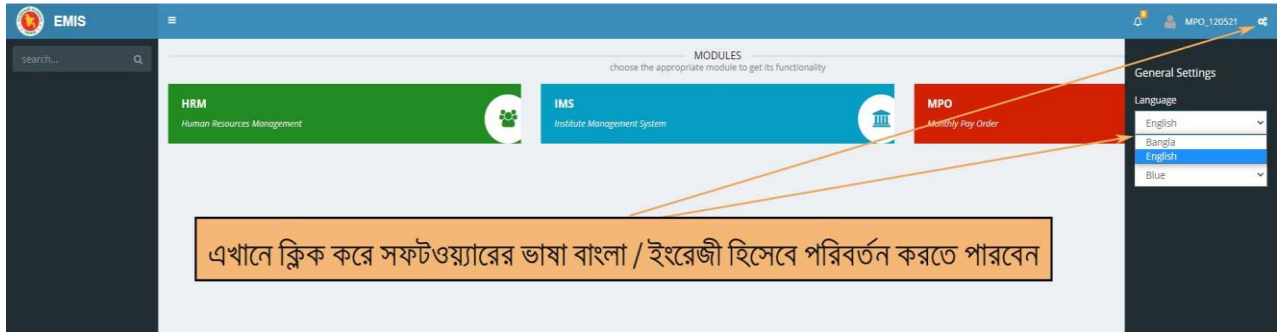 EMIS
MPO_120521
search...
MODULES
choose the appropriate module to get its functionality
HRM
Human Resources Management
IMS
Institute Management System
MPO
Monthly Pay Order
General Settings
Language
English
Bangla
English
Blue
এখানে ক্লিক করে সফটওয়্যারের ভাষা বাংলা / ইংরেজী হিসেবে পরিবর্তন করতে পারবেন